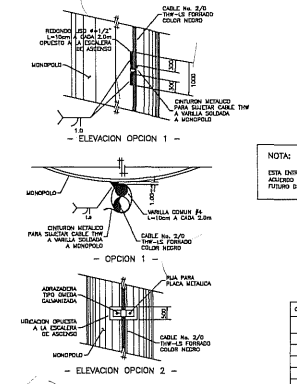 CABLE No. 2/0
THW-LS FORRADO
COLOR NEGRO
REDONDO LISO #-1/2"
L=10cm A CADA 2.0m
OPUESTO A LA ESCALERA
DE ASCENSO
MONOPOLO
300
300
1000
1.0
CINTURON METALICO
PARA SUJETAR CABLE THW
A VARILLA SOLDADA
A MONOPOLO
- ELEVACION OPCION 1 -
MONOPOLO
VARILLA COMUN #4
L=10cm A CADA 2.0m
CINTURON METALICO
PARA SUJETAR CABLE THW
A VARILLA SOLDADA
A MONOPOLO
CABLE No. 2/0
THW-LS FORRADO
COLOR NEGRO
- OPCION 1 -
ABRAZADERA
TIPO OMEGA
GALVANIZADA
PIJA PARA
PLACA METALICA
500
UBICACION OPUESTA
A LA ESCALERA
DE ASCENSO
CABLE No. 2/0
THW-LS FORRADO
COLOR NEGRO
MONOPOLO
- ELEVACION OPCION 2 -
NOTA:
ESTA
ACUERDO
FUTURO